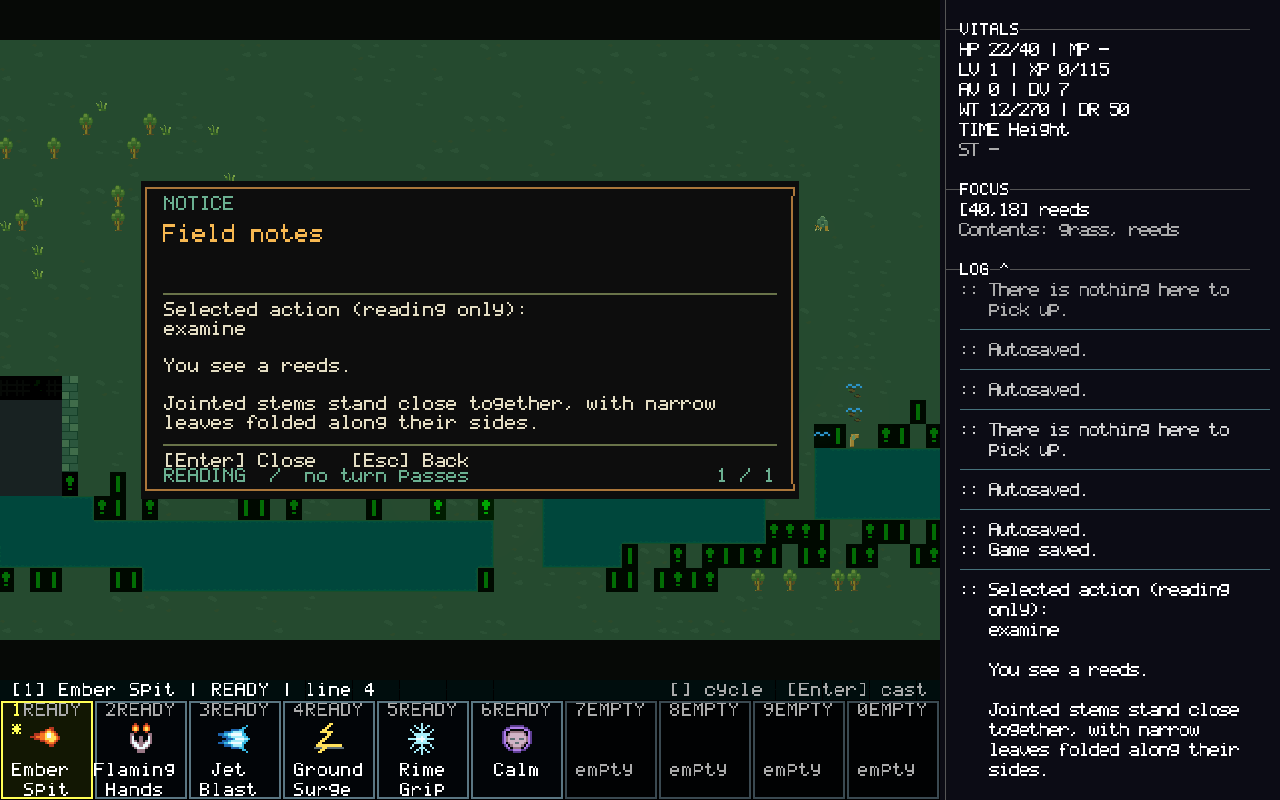 NOTICE
Field notes
Selected action (reading only):
examine
You see a reeds.
Jointed stems stand close together, with narrow
leaves folded along their sides.
[Enter] Close [Esc] Back
READING / no turn passes 1 / 1
VITALS
HP 22/40 | MP -
LV 1 | XP 0/115
AV 0 | DV 7
WT 12/270 | DR 50
TIME Height
ST -
FOCUS
[40,18] reeds
Contents: grass, reeds
LOG ^
:: There is nothing here to
Pick up.
:: Autosaved.
:: Autosaved.
:: There is nothing here to
Pick up.
:: Autosaved.
:: Autosaved.
:: Game saved.
:: Selected action (reading
only):
examine
You see a reeds.
Jointed stems stand close
together, with narrow
leaves folded along their
sides.
[1] Ember Spit | READY | line 4 [] cycle [Enter] cast
1READY 2READY 3READY 4READY 5READY 6READY 7EMPTY 8EMPTY 9EMPTY 0EMPTY
*
Ember Flaming Jet Ground Rime Calm empty empty empty empty
Spit Hands Blast Surge Grip